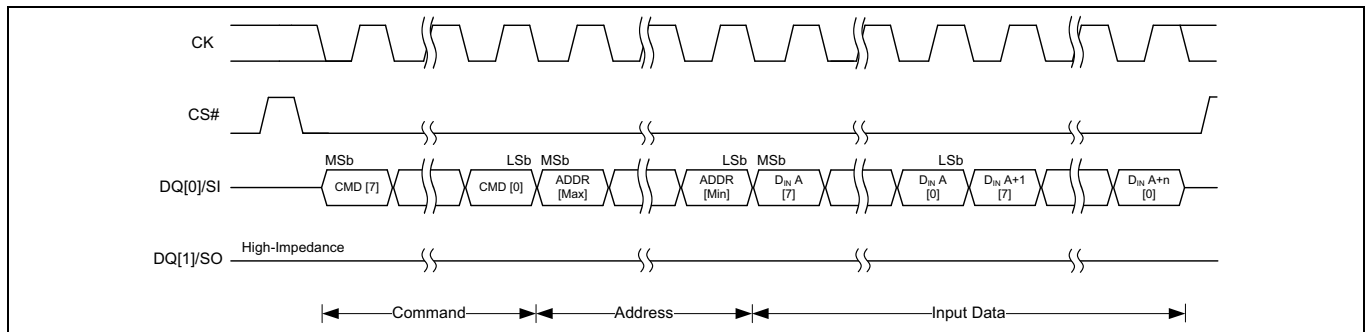 CK
CS#
MSb LSb MSb LSb MSb LSb
DQ[0]/SI CMD [7] CMD [0] ADDR [Max] ADDR [Min] DIN A [7] DIN A [0] DIN A+1 [7] DIN A+n [0]
High-Impedance
DQ[1]/SO
Command Address Input Data